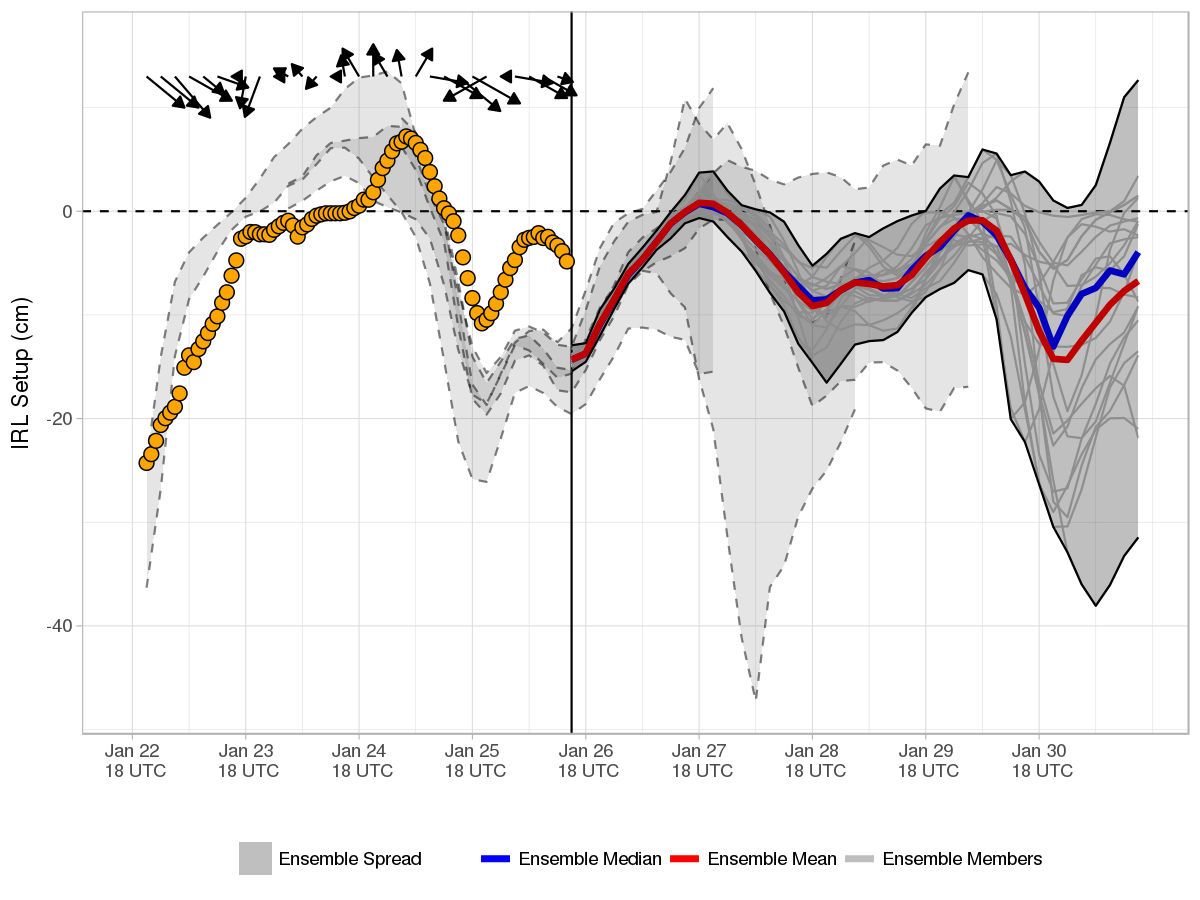 IRL Setup (cm)
0
-20
-40
Jan 22
18 UTC
Jan 23
18 UTC
Jan 24
18 UTC
Jan 25
18 UTC
Jan 26
18 UTC
Jan 27
18 UTC
Jan 28
18 UTC
Jan 29
18 UTC
Jan 30
18 UTC
Ensemble Spread
Ensemble Median
Ensemble Mean
Ensemble Members